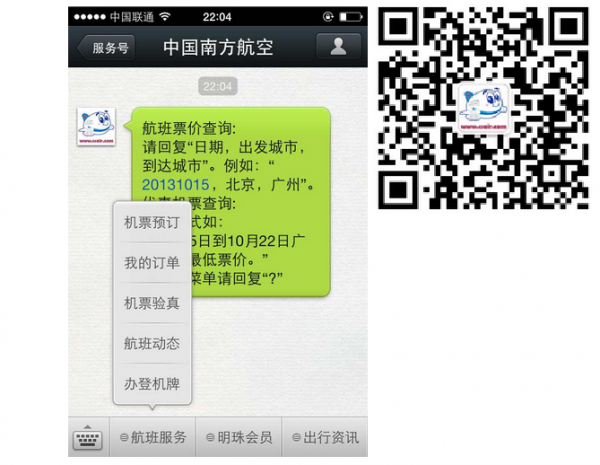 中国联通 22:04
服务号 中国南方航空
22:04
航班票价查询:
请回复“日期，出发城市，
到达城市”。例如：“
20131015，北京，广州”。
机票查询:
式如:
5日到10月22日广
最低票价。”
菜单请回复“?”
机票预订
我的订单
机票验真
航班动态
办登机牌
航班服务 明珠会员 出行资讯
www.csair.com
www.csair.com